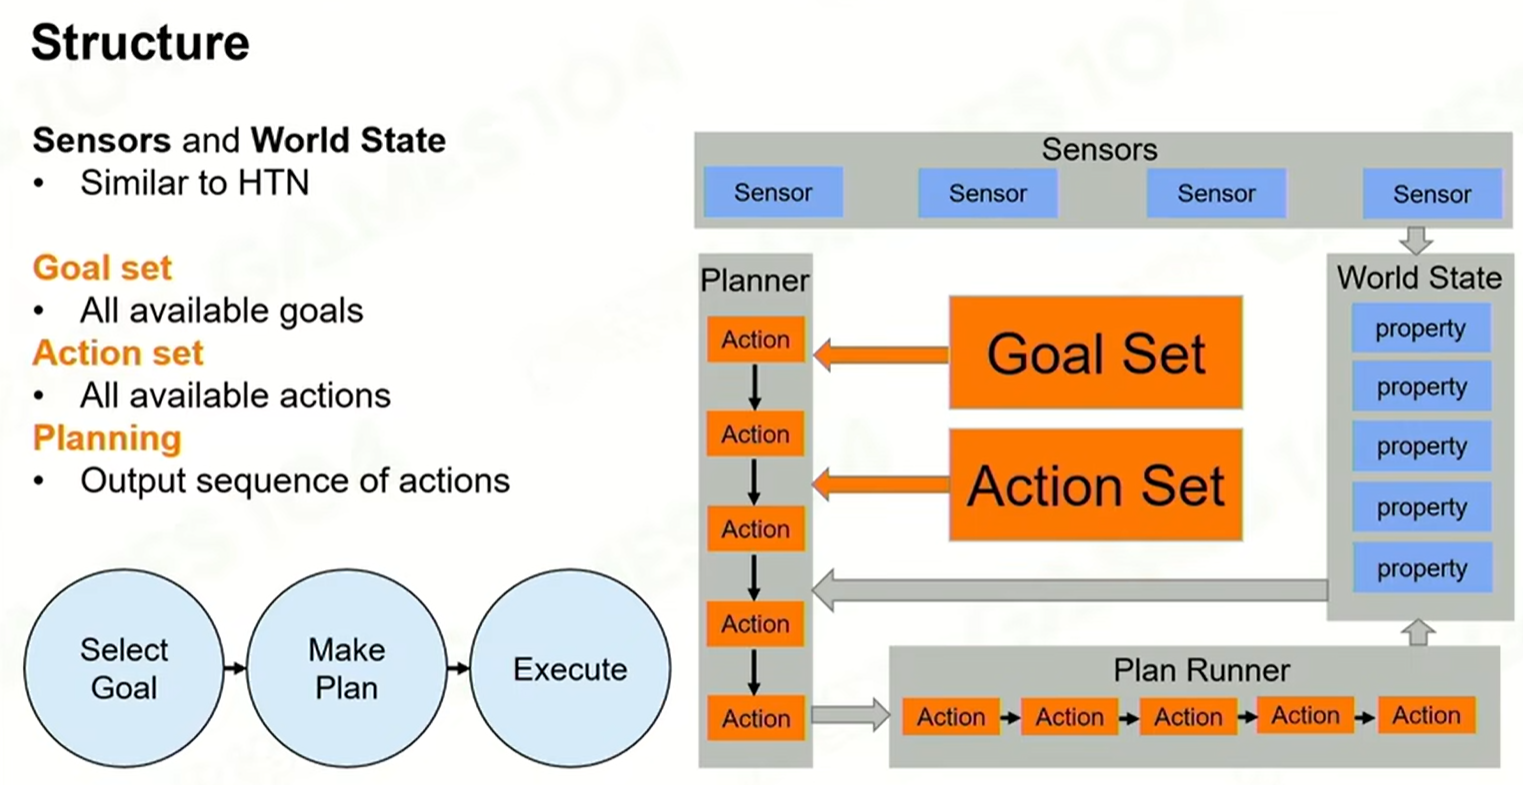 Structure
Sensors and World State
• Similar to HTN
Goal set
• All available goals
Action set
• All available actions
Planning
• Output sequence of actions
Select
Goal
Make
Plan
Execute
Sensors
Sensor Sensor Sensor Sensor
Planner
Action
Action
Action
Action
Action
Goal Set
Action Set
World State
property
property
property
property
property
Plan Runner
Action Action Action Action Action
GAMES104